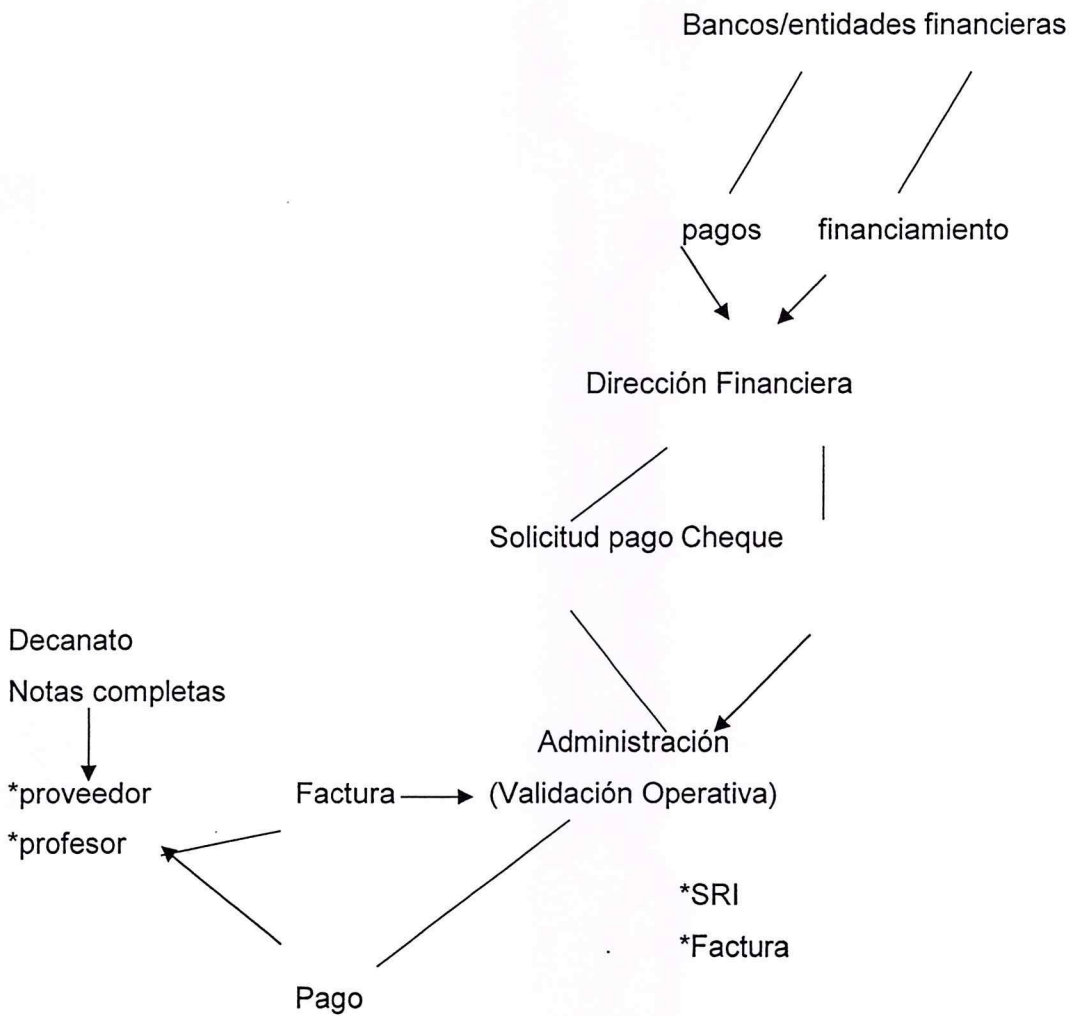 Bancos/entidades financieras
pagos financiamiento
Dirección Financiera
Solicitud pago Cheque
Decanato
Notas completas
Administración
*proveedor Factura (Validación Operativa)
*profesor
*SRI
*Factura
Pago